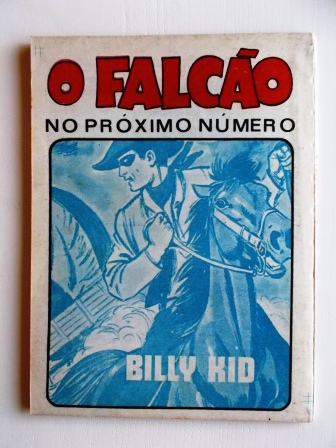 O FALCÃO
NO PRÓXIMO NÚMERO
BILLY KID